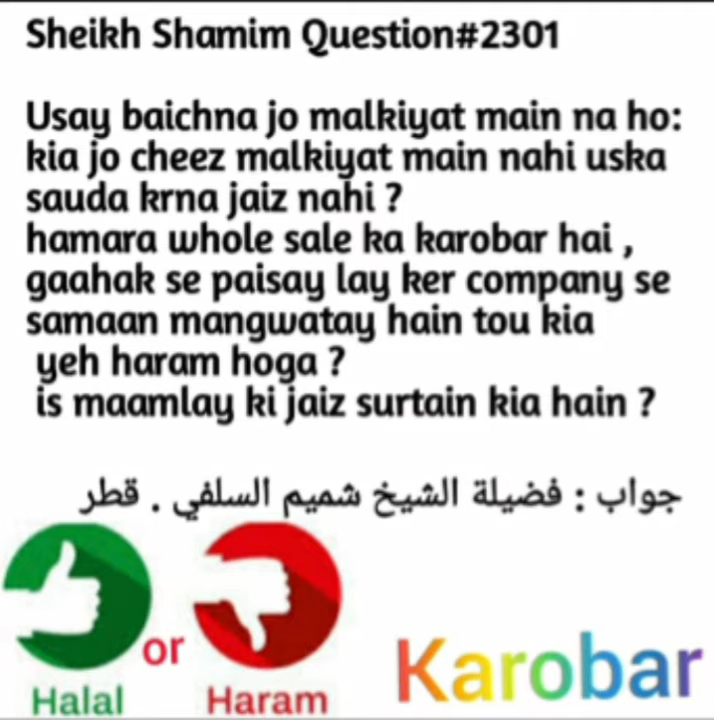 Sheikh Shamim Question#2301
Usay baichna jo malkiyat main na ho:
kia jo cheez malkiyat main nahi uska
sauda krna jaiz nahi ?
hamara whole sale ka karobar hai ,
gaahak se paisay lay ker company se
samaan mangwatay hain tou kia
yeh haram hoga ?
is maamlay ki jaiz surtain kia hain ?
جواب : فضيلة الشيخ شميم السلفي . قطر
or
Halal
Haram
Karobar